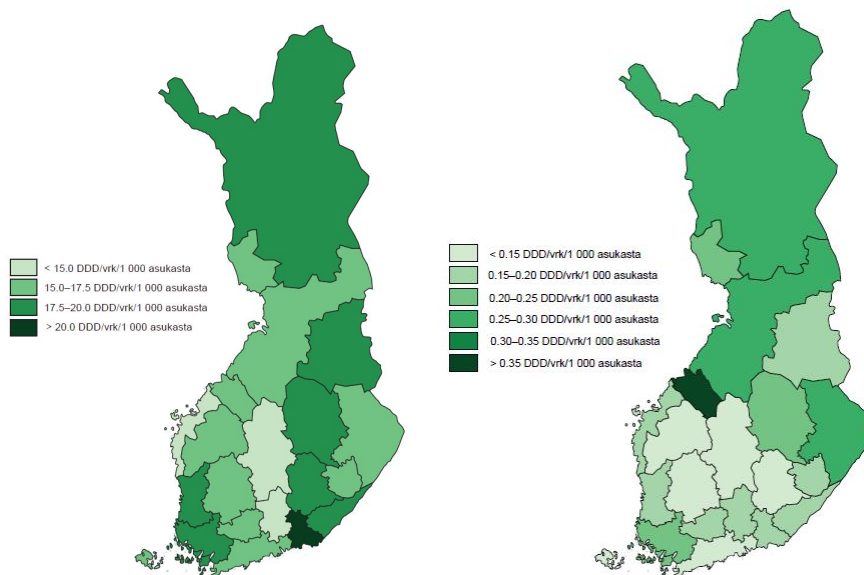 < 15.0 DDD/vrk/1 000 asukasta
15.0–17.5 DDD/vrk/1 000 asukasta
17.5–20.0 DDD/vrk/1 000 asukasta
> 20.0 DDD/vrk/1 000 asukasta
< 0.15 DDD/vrk/1 000 asukasta
0.15–0.20 DDD/vrk/1 000 asukasta
0.20–0.25 DDD/vrk/1 000 asukasta
0.25–0.30 DDD/vrk/1 000 asukasta
0.30–0.35 DDD/vrk/1 000 asukasta
> 0.35 DDD/vrk/1 000 asukasta